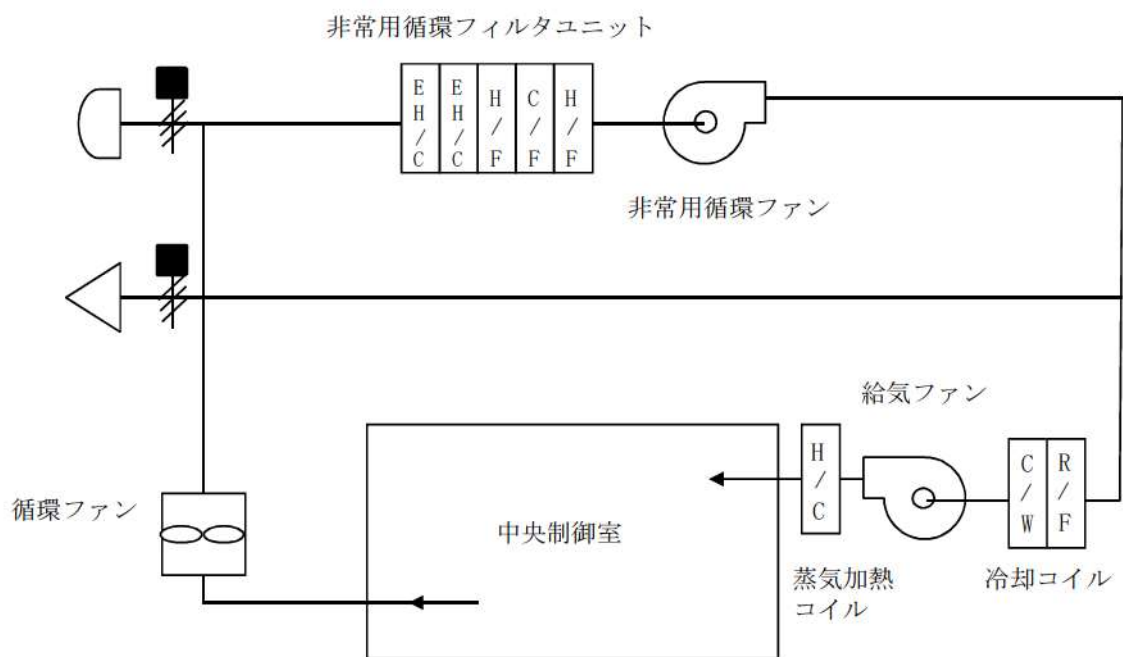 非常用循環フィルタユニット
EH/C
EH/C
H/F
C/F
H/F
非常用循環ファン
給気ファン
H/C
C/W
R/F
循環ファン
中央制御室
蒸気加熱
コイル
冷却コイル